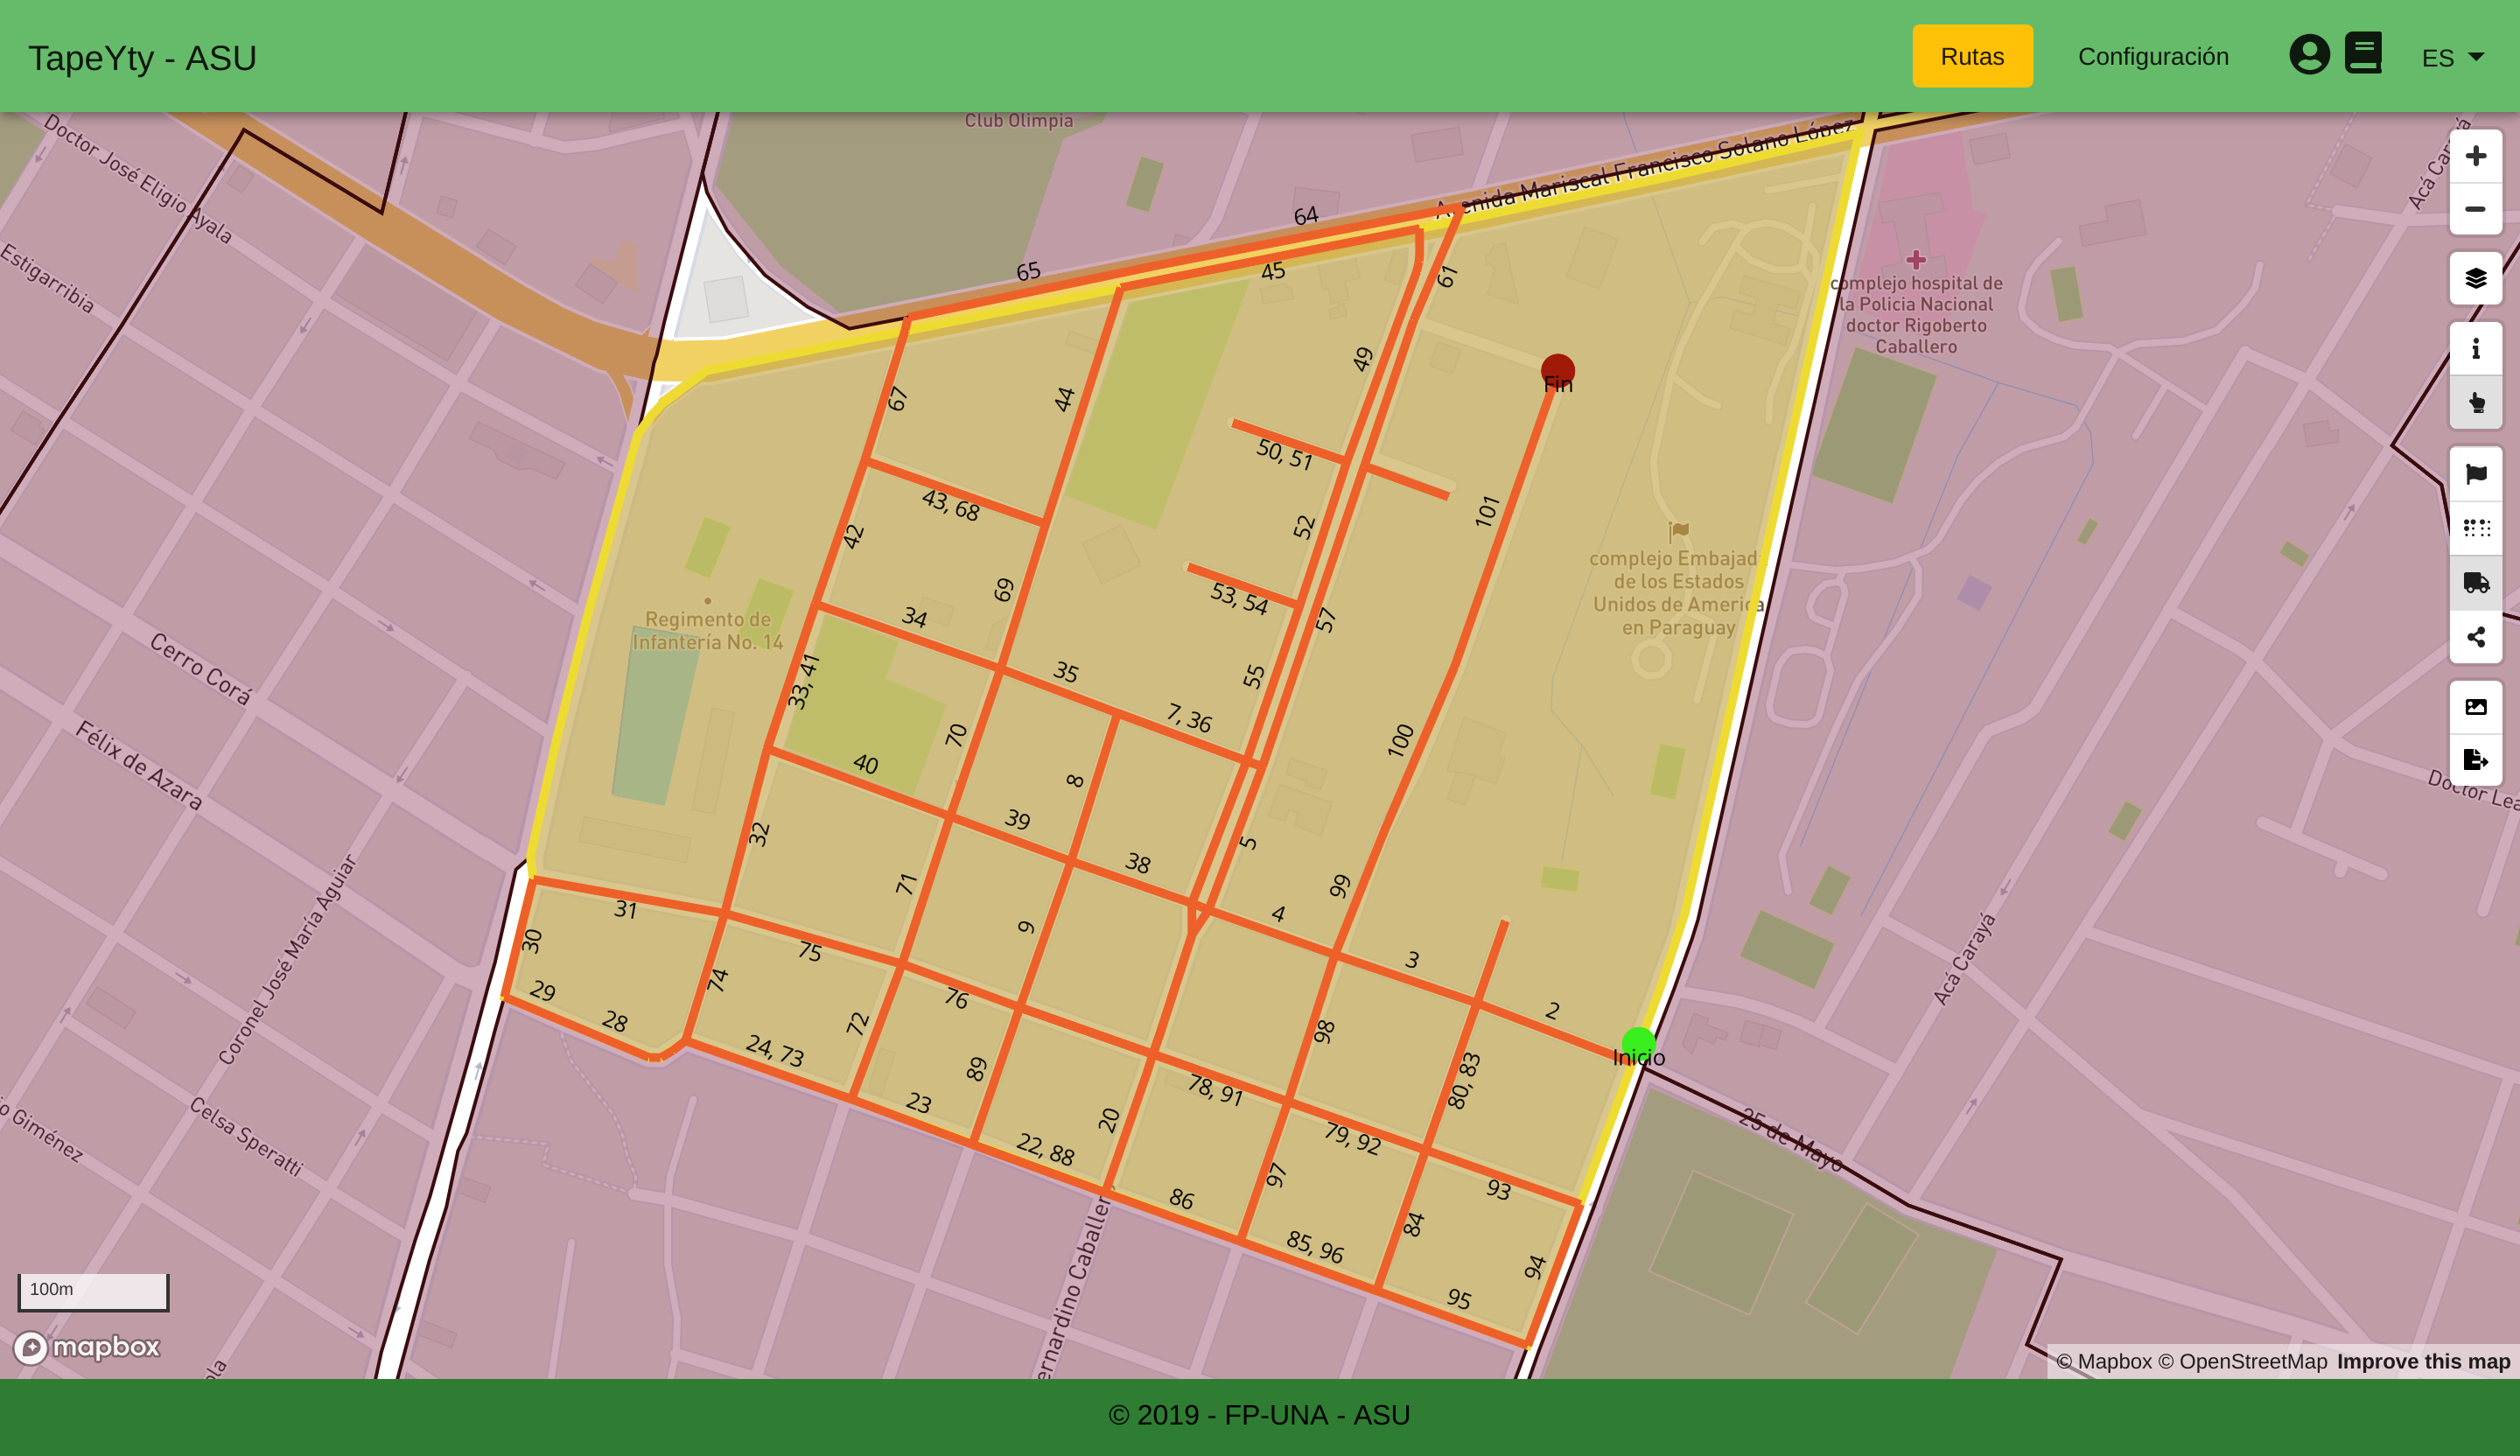 TapeYty - ASU
Rutas
Configuración
ES
Club Olimpia
Doctor José Eligio Ayala
Estigarribia
Avenida Mariscal Francisco Solano López
64
65
45
61
complejo hospital de
la Policia Nacional
doctor Rigoberto
Caballero
49
Fin
67
44
50, 51
43, 68
42
52
101
complejo Embajad
de los Estados
Unidos de America
en Paraguay
53, 54
57
69
34
Regimento de
Infantería No. 14
Cerro Corá
Félix de Azara
33, 41
35
55
7, 36
70
100
40
8
39
32
5
38
71
99
31
4
9
30
75
3
74
29
76
2
28
72
98
Inicio
24, 73
89
80, 83
78, 91
23
20
79, 92
22, 88
97
93
86
84
85, 96
94
95
Coronel José María Aguiar
Celsa Speratti
io Giménez
ernardino Caballer
25 de Mayo
Acá Carayá
Acá Cara
Doctor Lea
ola
100m
mapbox
© Mapbox © OpenStreetMap Improve this map
© 2019 - FP-UNA - ASU